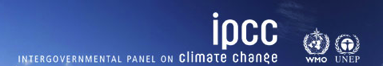 ipcc
INTERGOVERNMENTAL PANEL ON climate change
WMO UNEP